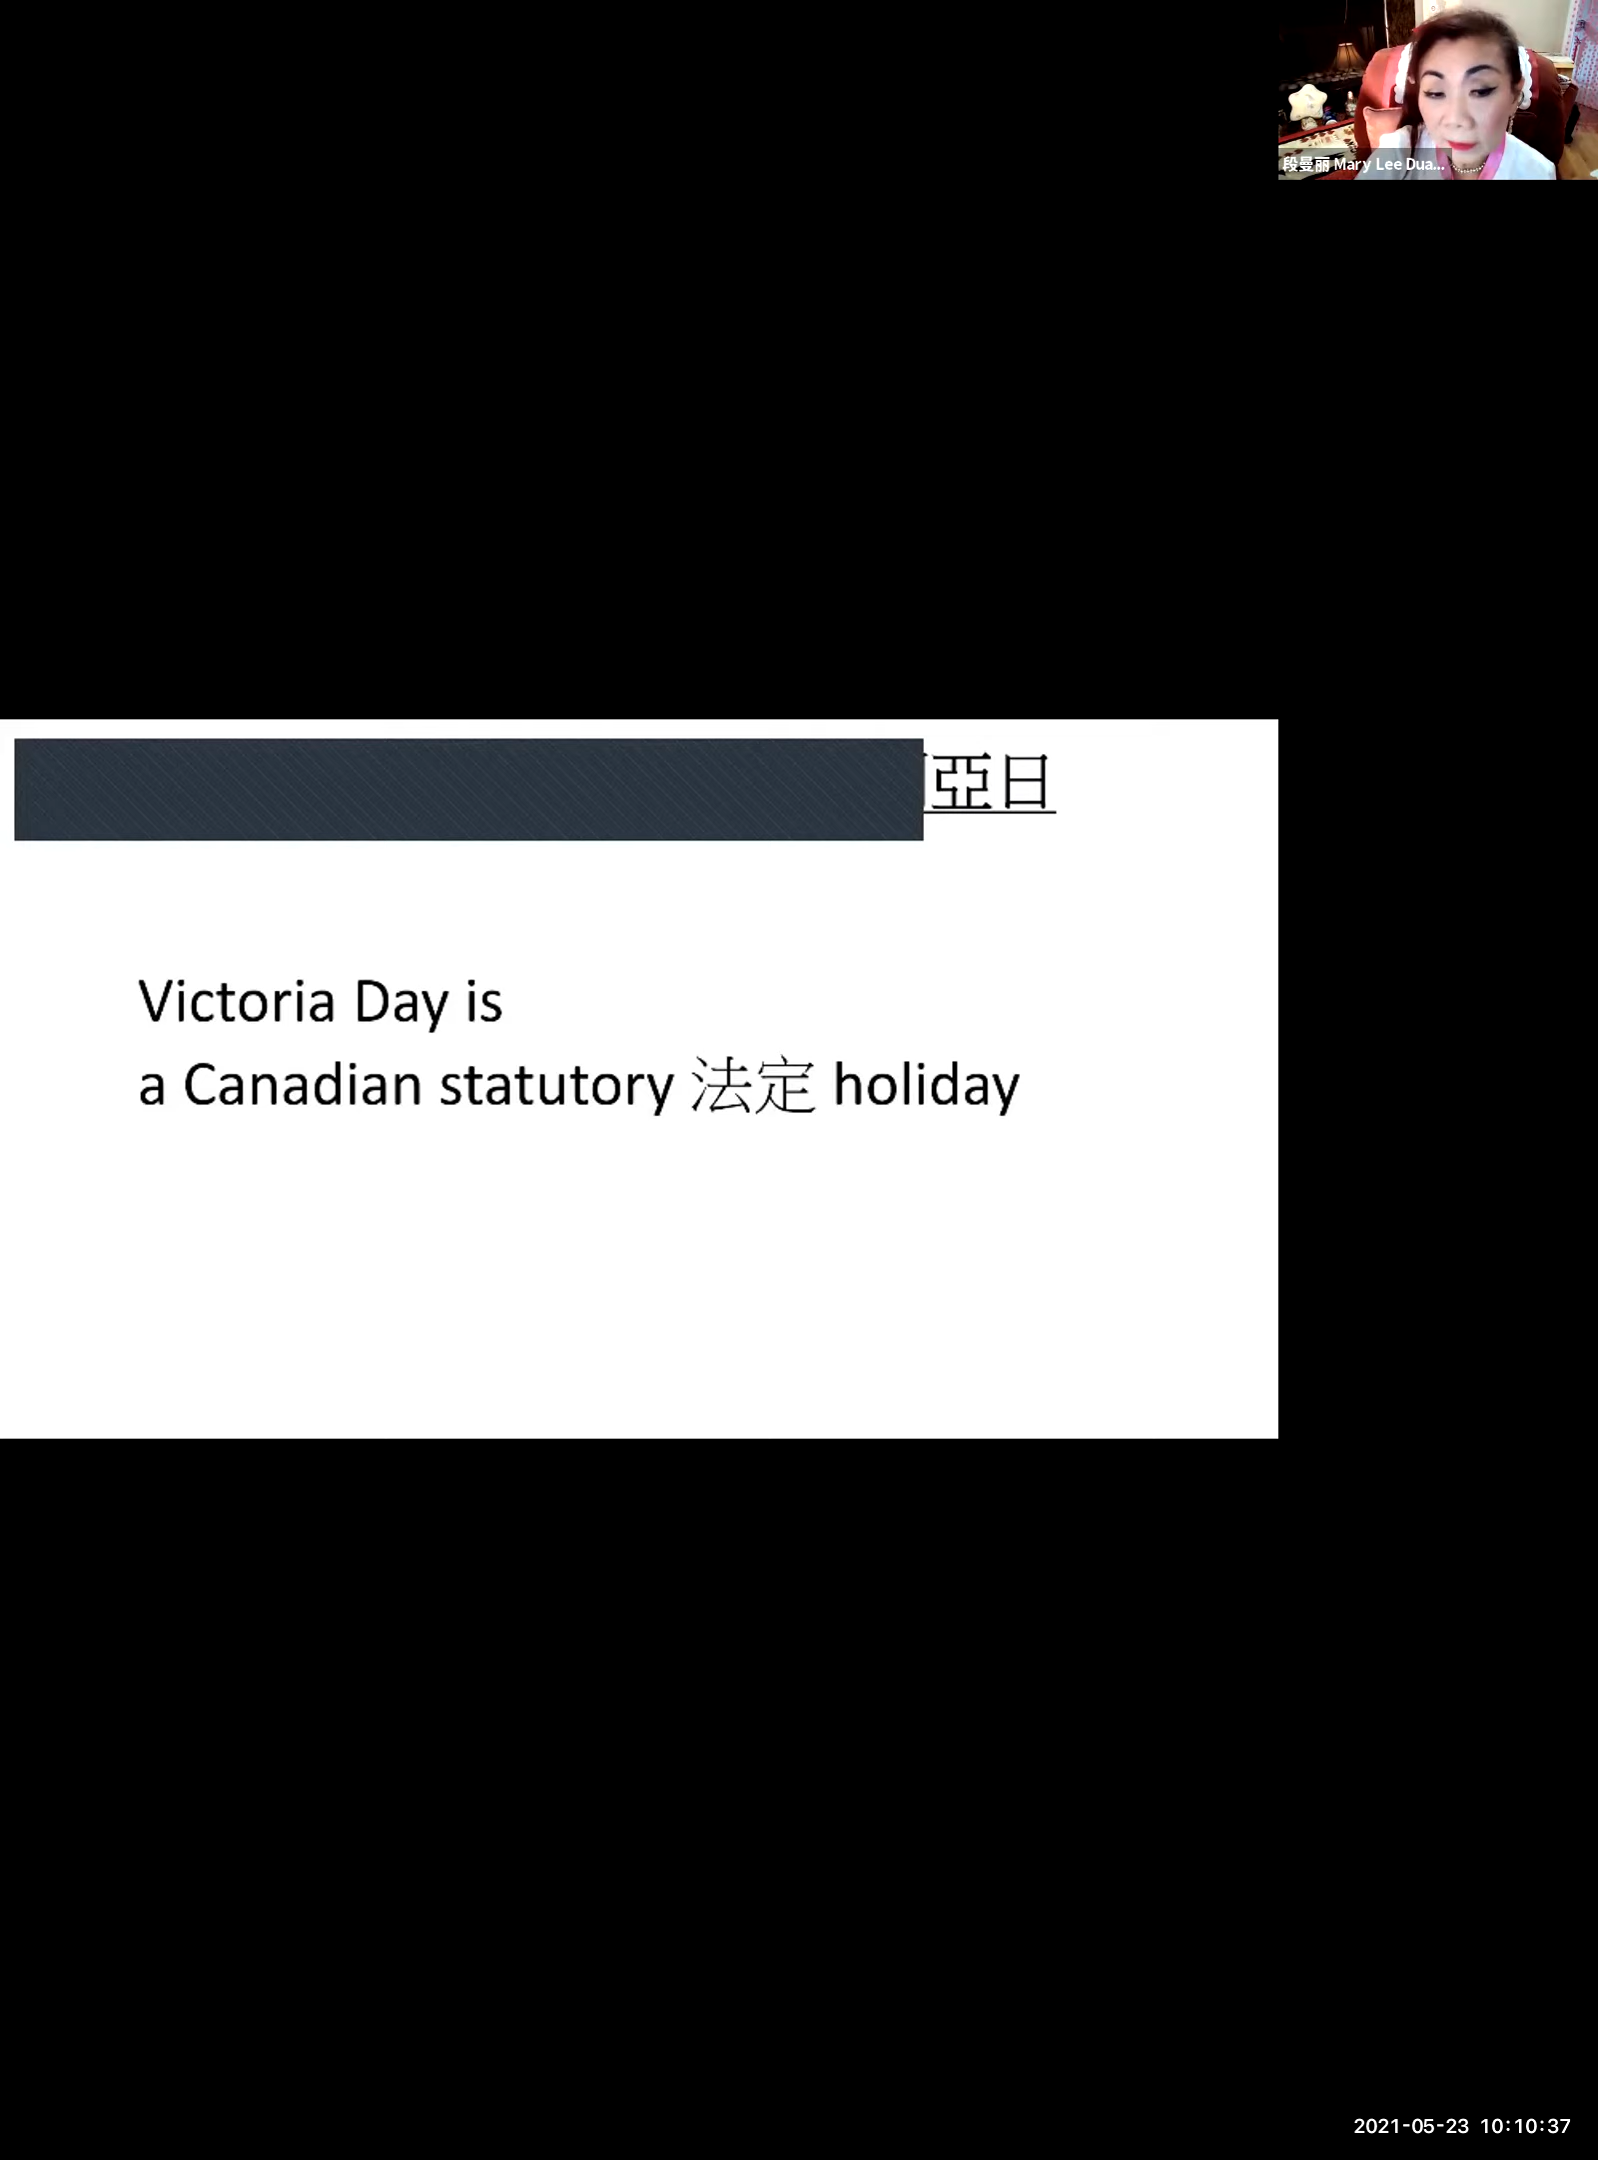 段曼丽 Mary Lee Dua...
亞日
Victoria Day is
a Canadian statutory 法定 holiday
2021-05-23 10:10:37